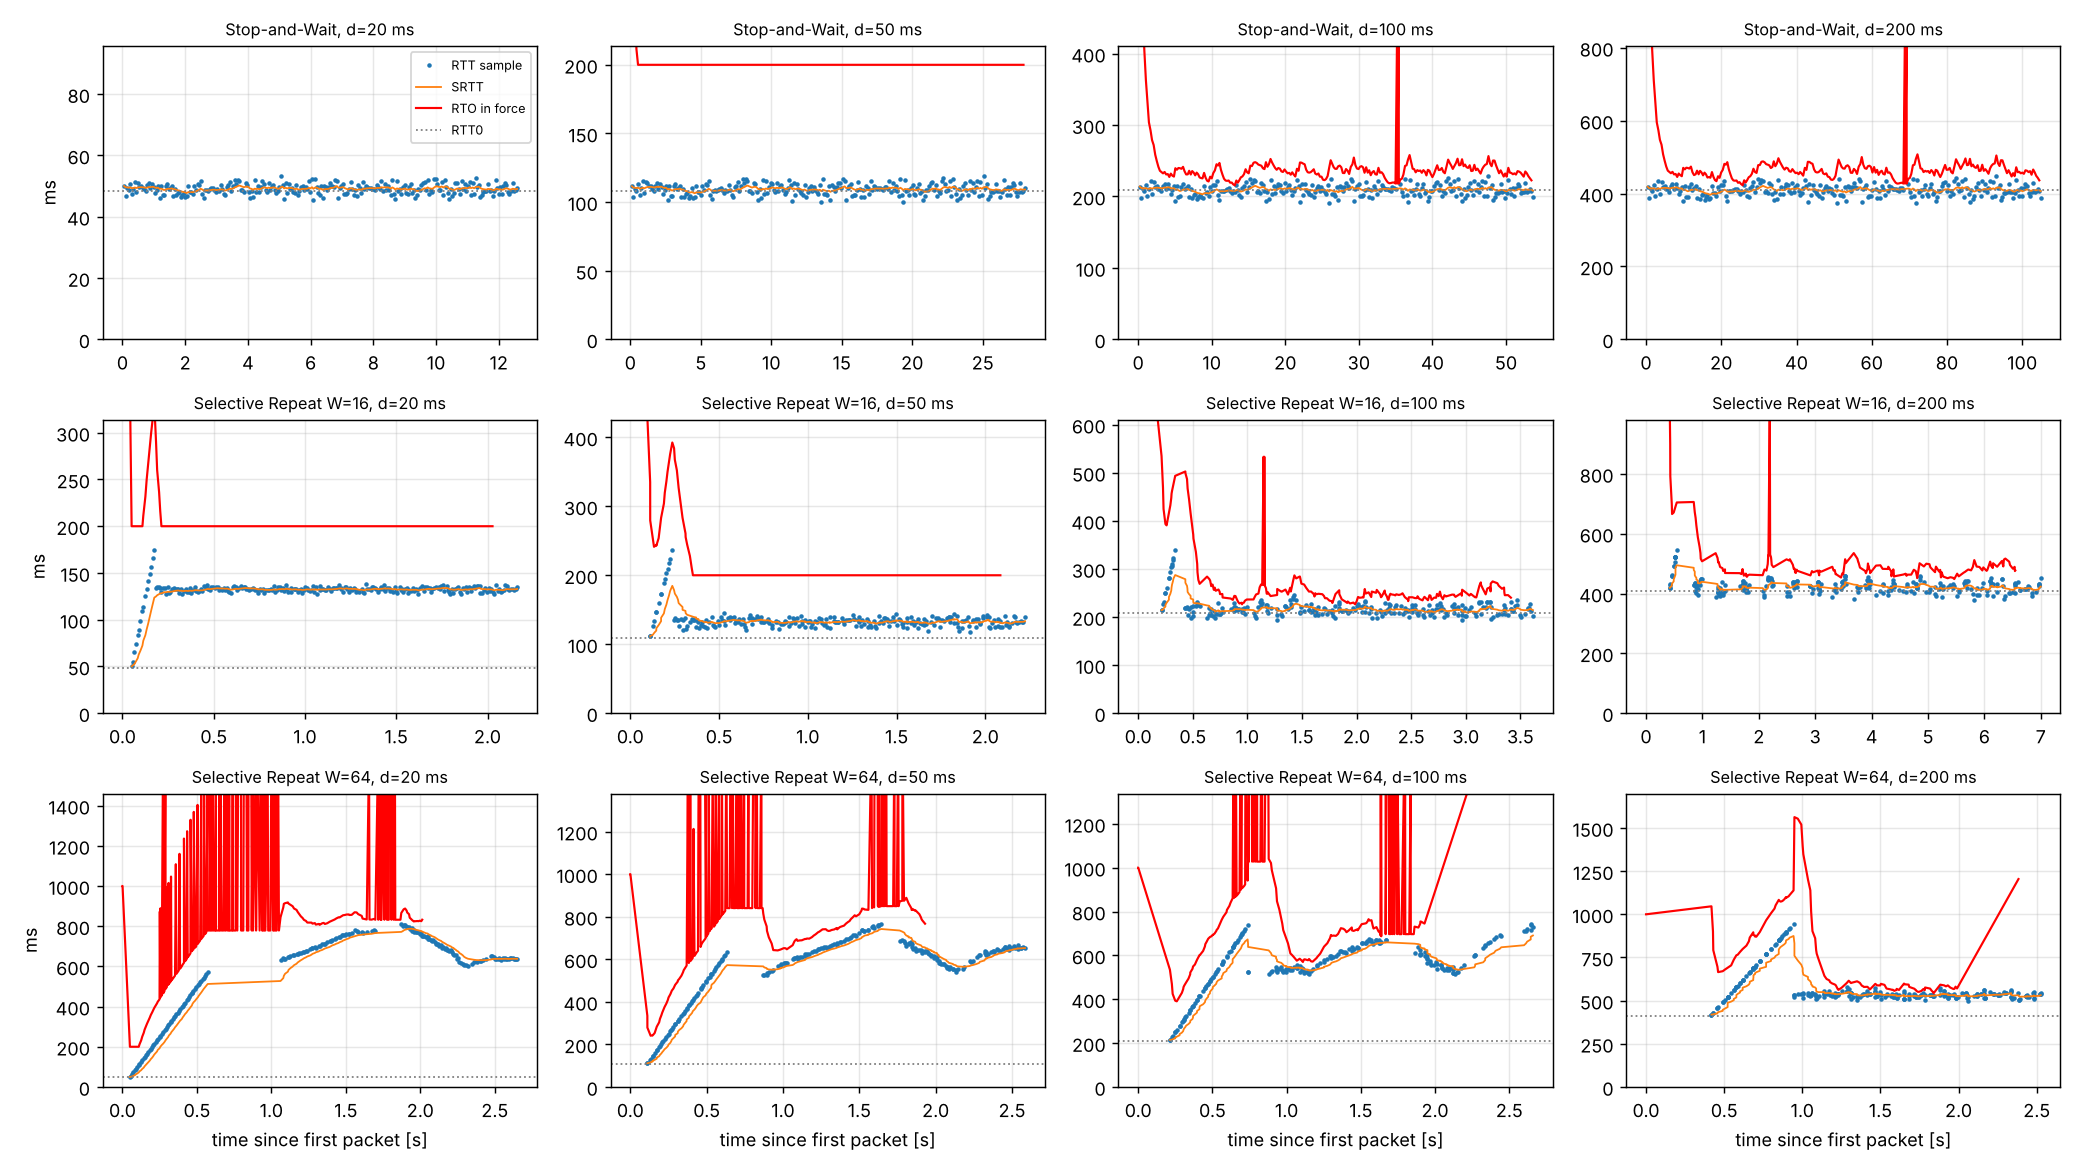 Stop-and-Wait, d=20 ms
Stop-and-Wait, d=50 ms
Stop-and-Wait, d=100 ms
Stop-and-Wait, d=200 ms
RTT sample
SRTT
RTO in force
RTT0
ms
80
60
40
20
0
0 2 4 6 8 10 12
200
150
100
50
0
0 5 10 15 20 25
400
300
200
100
0
0 10 20 30 40 50
800
600
400
200
0
0 20 40 60 80 100
Selective Repeat W=16, d=20 ms
Selective Repeat W=16, d=50 ms
Selective Repeat W=16, d=100 ms
Selective Repeat W=16, d=200 ms
ms
300
250
200
150
100
50
0
0.0 0.5 1.0 1.5 2.0
400
300
200
100
0
0.0 0.5 1.0 1.5 2.0
600
500
400
300
200
100
0
0.0 0.5 1.0 1.5 2.0 2.5 3.0 3.5
800
600
400
200
0
0 1 2 3 4 5 6 7
Selective Repeat W=64, d=20 ms
Selective Repeat W=64, d=50 ms
Selective Repeat W=64, d=100 ms
Selective Repeat W=64, d=200 ms
ms
1400
1200
1000
800
600
400
200
0
0.0 0.5 1.0 1.5 2.0 2.5
time since first packet [s]
1200
1000
800
600
400
200
0
0.0 0.5 1.0 1.5 2.0 2.5
time since first packet [s]
1200
1000
800
600
400
200
0
0.0 0.5 1.0 1.5 2.0 2.5
time since first packet [s]
1500
1250
1000
750
500
250
0
0.0 0.5 1.0 1.5 2.0 2.5
time since first packet [s]